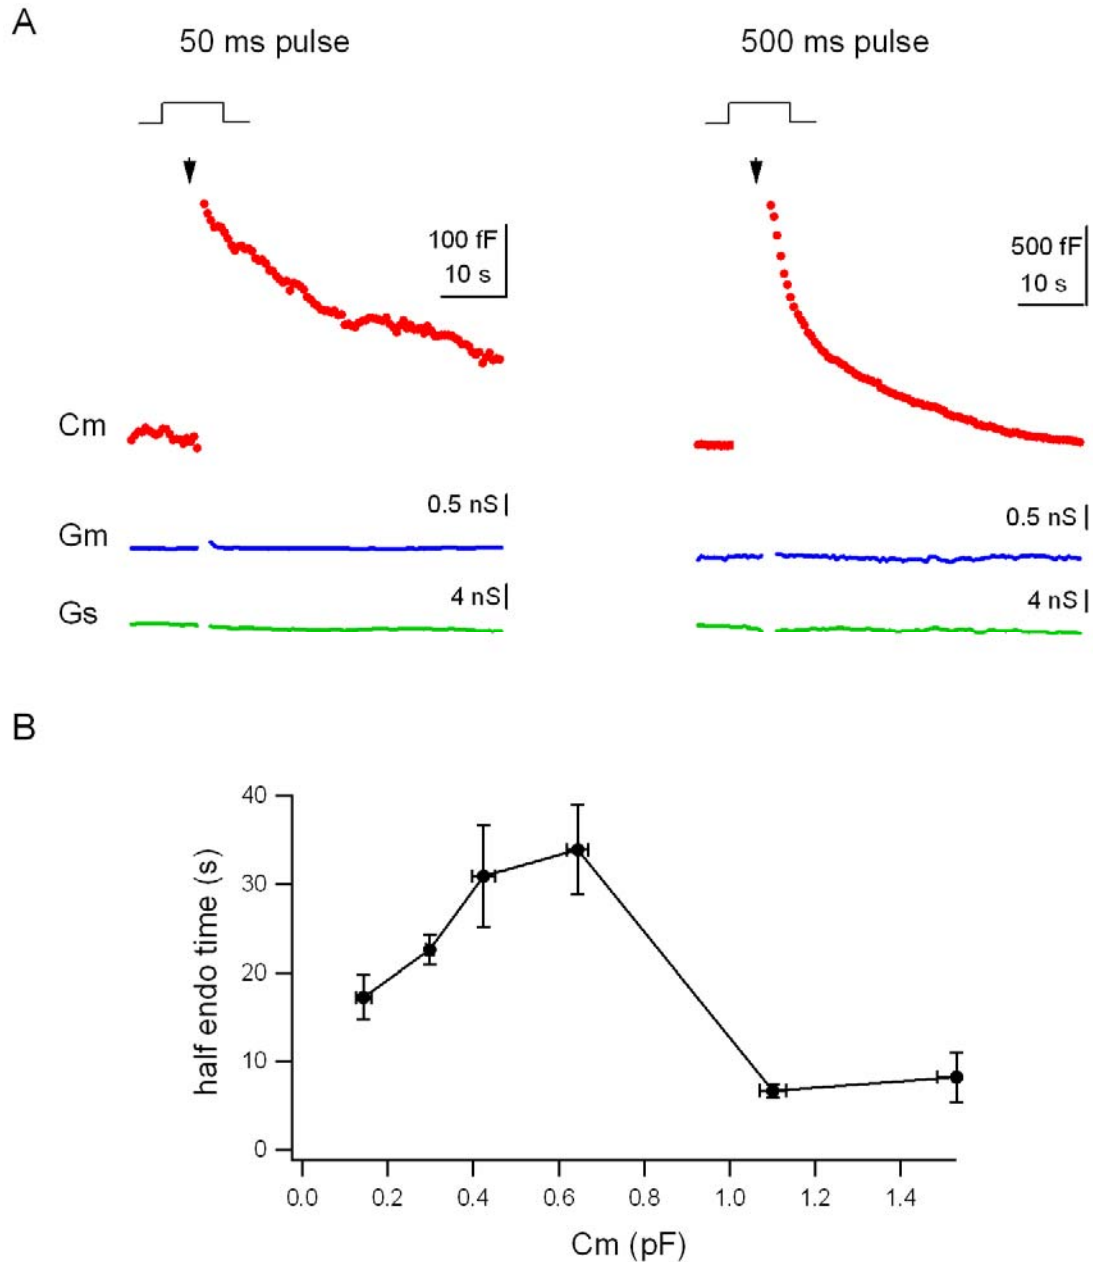 A
50 ms pulse
500 ms pulse
100 fF
10 s
500 fF
10 s
Cm
0.5 nS
0.5 nS
Gm
4 nS
4 nS
Gs
B
40
30
20
10
0
half endo time (s)
0.0 0.2 0.4 0.6 0.8 1.0 1.2 1.4
Cm (pF)